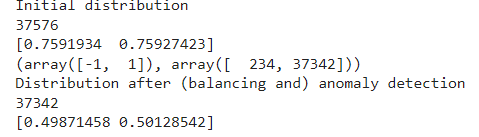 Initial distribution
37576
[0.7591934  0.75927423]
(array([-1,  1]), array([  234, 37342]))
Distribution after (balancing and) anomaly detection
37342
[0.49871458 0.50128542]